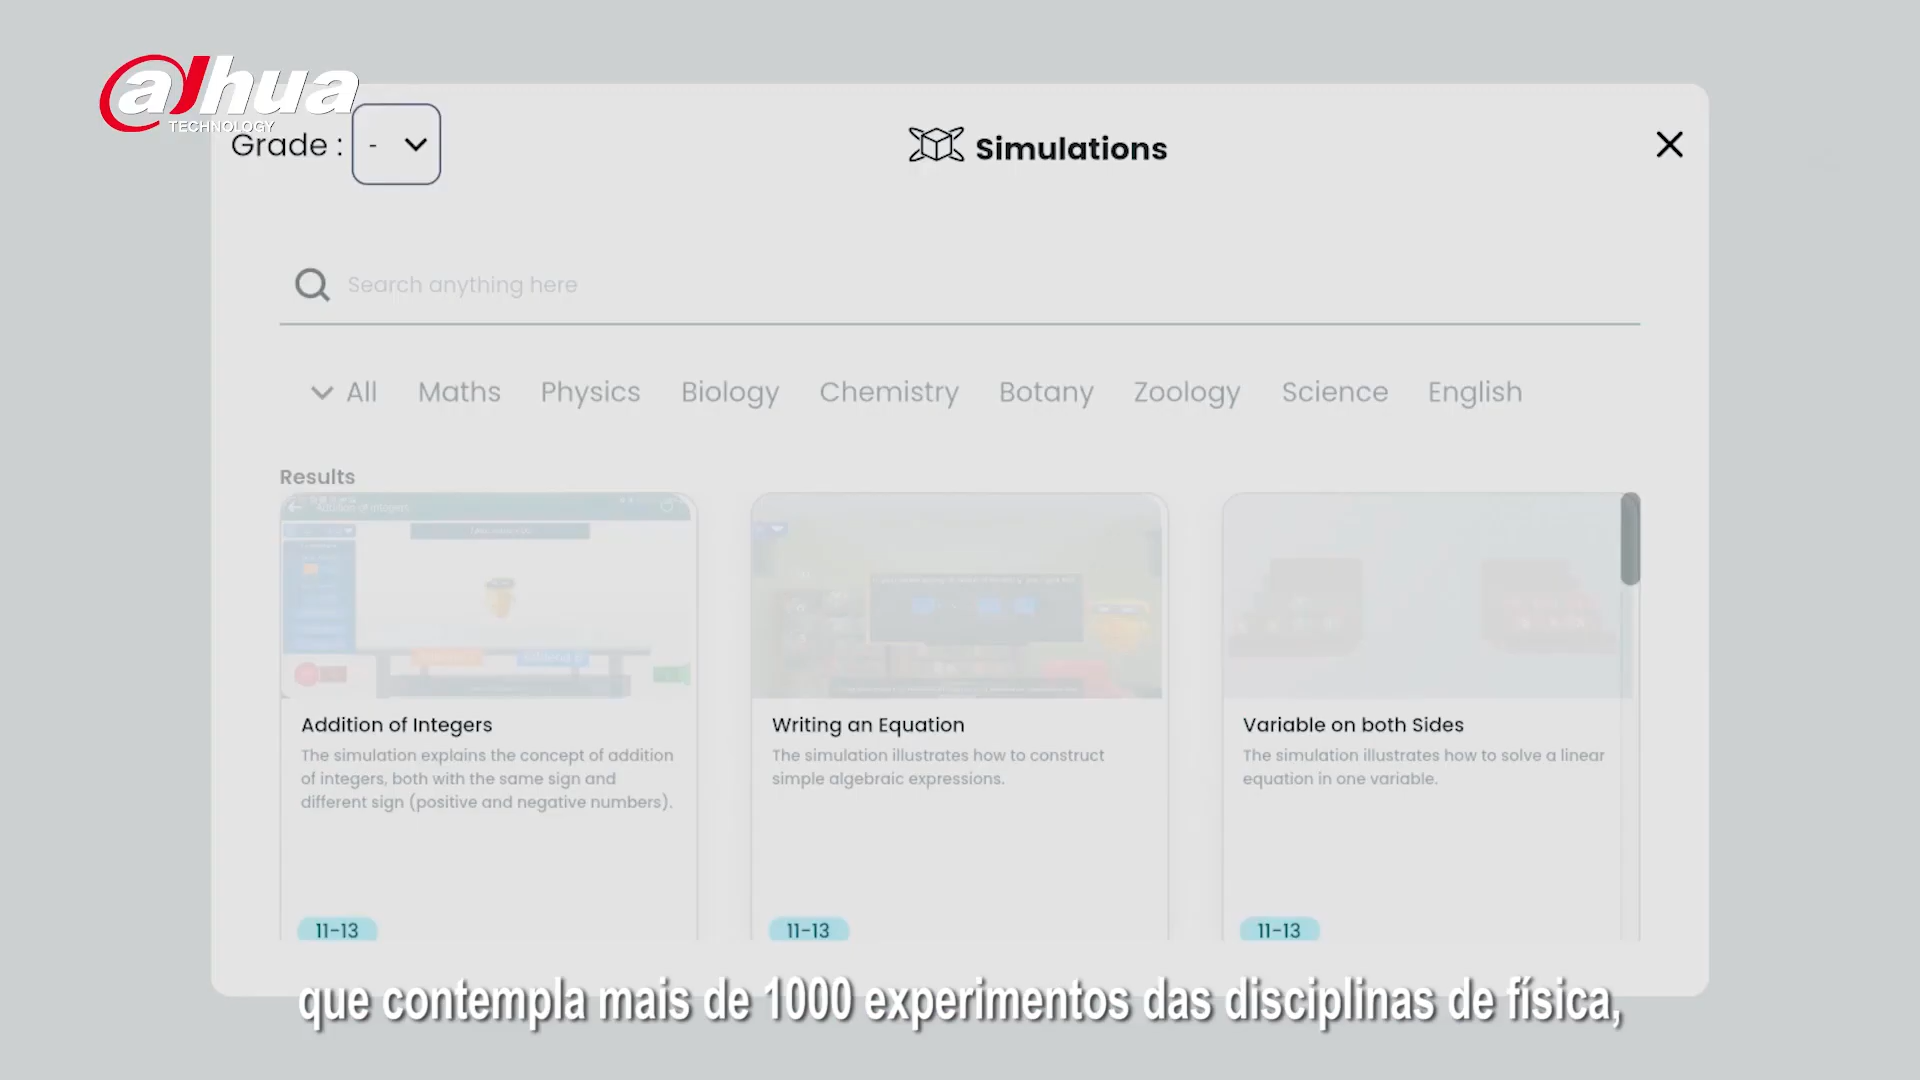 alhua
TECHNOLOGY
Grade :
-
Simulations
Search anything here
All Maths Physics Biology Chemistry Botany Zoology Science English
Results
Addition of Integers
The simulation explains the concept of addition
of integers, both with the same sign and
different sign (positive and negative numbers).
11-13
Writing an Equation
The simulation illustrates how to construct
simple algebraic expressions.
11-13
Variable on both Sides
The simulation illustrates how to solve a linear
equation in one variable.
11-13
que contempla mais de 1000 experimentos das disciplinas de física,